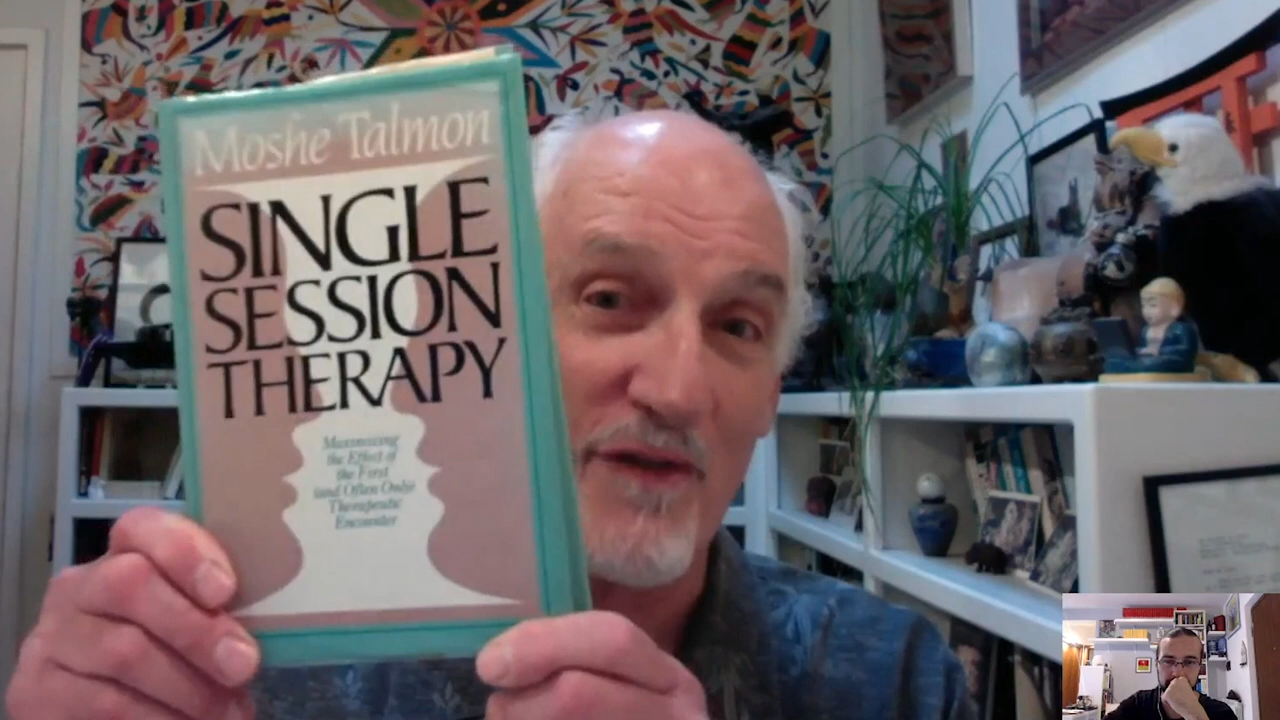 Moshe Talmon
SINGLE
SESSION
THERAPY
Maximizing
the Effect of
the First
(and Often Only)
Therapeutic
Encounter